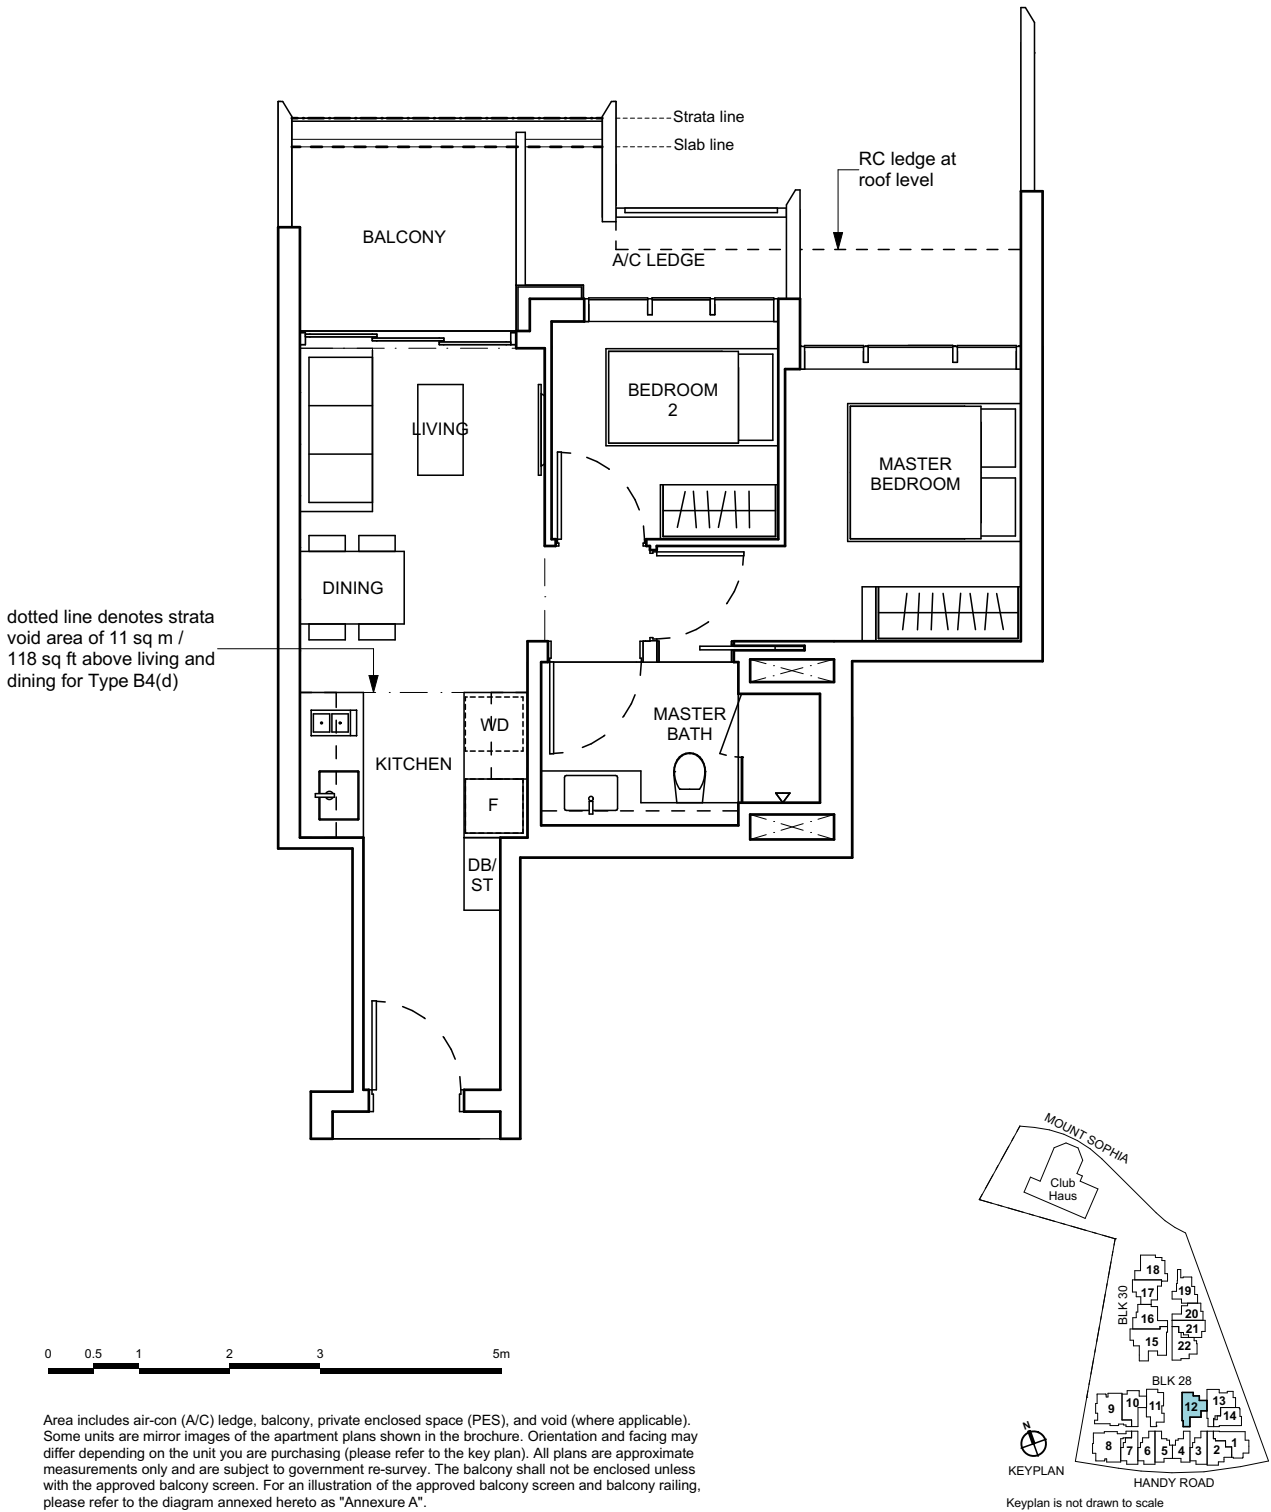 Strata line
Slab line
RC ledge at
roof level
BALCONY
A/C LEDGE
BEDROOM
2
LIVING
MASTER
BEDROOM
DINING
dotted line denotes strata
void area of 11 sq m /
118 sq ft above living and
dining for Type B4(d)
MASTER
BATH
WD
KITCHEN
F
DB/
ST
MOUNT SOPHIA
Club
Haus
18
17
19
BLK 30
16
20
21
15
22
BLK 28
9
10
11
12
13
14
8
7
6
5
4
3
2
1
N
KEYPLAN
HANDY ROAD
Keyplan is not drawn to scale
0 0.5 1 2 3 5m
Area includes air-con (A/C) ledge, balcony, private enclosed space (PES), and void (where applicable).
Some units are mirror images of the apartment plans shown in the brochure. Orientation and facing may
differ depending on the unit you are purchasing (please refer to the key plan). All plans are approximate
measurements only and are subject to government re-survey. The balcony shall not be enclosed unless
with the approved balcony screen. For an illustration of the approved balcony screen and balcony railing,
please refer to the diagram annexed hereto as "Annexure A".